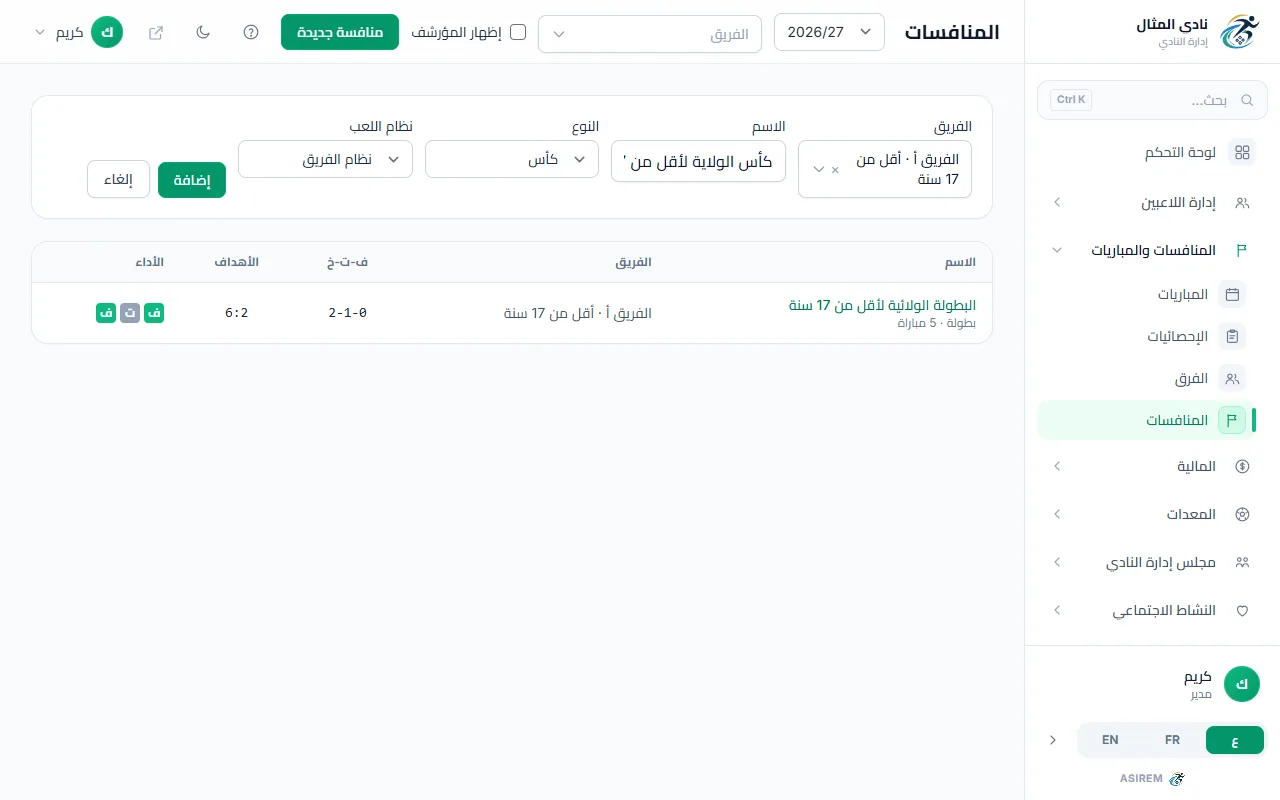 نادي المثال
إدارة النادي
بحث...
Ctrl K
لوحة التحكم
إدارة اللاعبين
المنافسات والمباريات
المباريات
الإحصائيات
الفرق
المنافسات
المالية
المعدات
مجلس إدارة النادي
النشاط الاجتماعي
ك
كريم
مدير
ع
FR
EN
ASIREM
المنافسات
2026/27
الفريق
إظهار المؤرشف
منافسة جديدة
ك
كريم
الفريق
الفريق أ · أقل من
17 سنة
الاسم
كأس الولاية لأقل من
النوع
كأس
نظام اللعب
نظام الفريق
إضافة
إلغاء
الاسم الفريق ف-ت-خ الأهداف الأداء
البطولة الولائية لأقل من 17 سنة
بطولة · 5 مباراة
الفريق أ · أقل من 17 سنة
2-1-0
6:2
ف ت ف